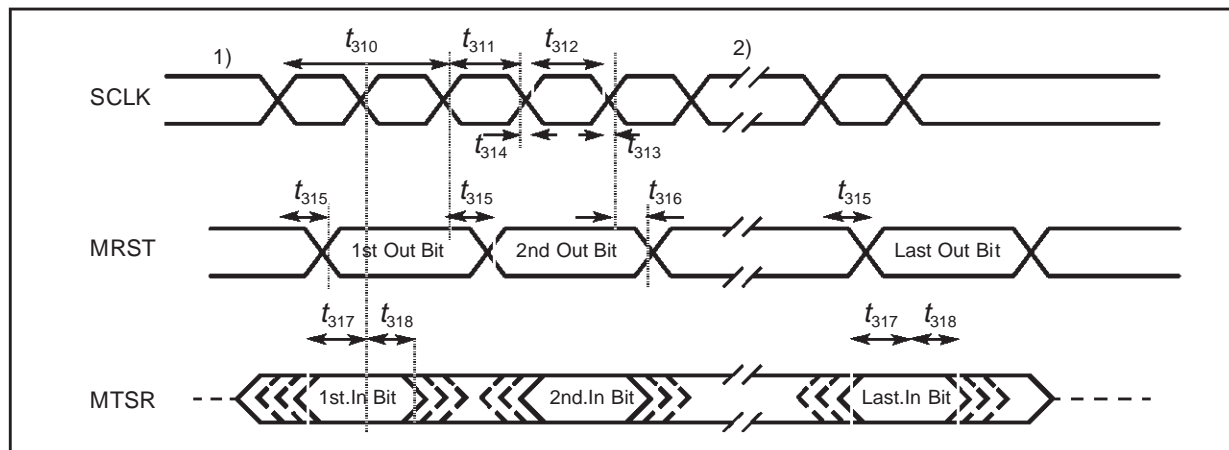 1) t310 t311 t312 2)
SCLK
t314 t313
t315 t315 t316 t315
MRST 1st Out Bit 2nd Out Bit Last Out Bit
t317 t318 t317 t318
MTSR 1st.In Bit 2nd.In Bit Last.In Bit